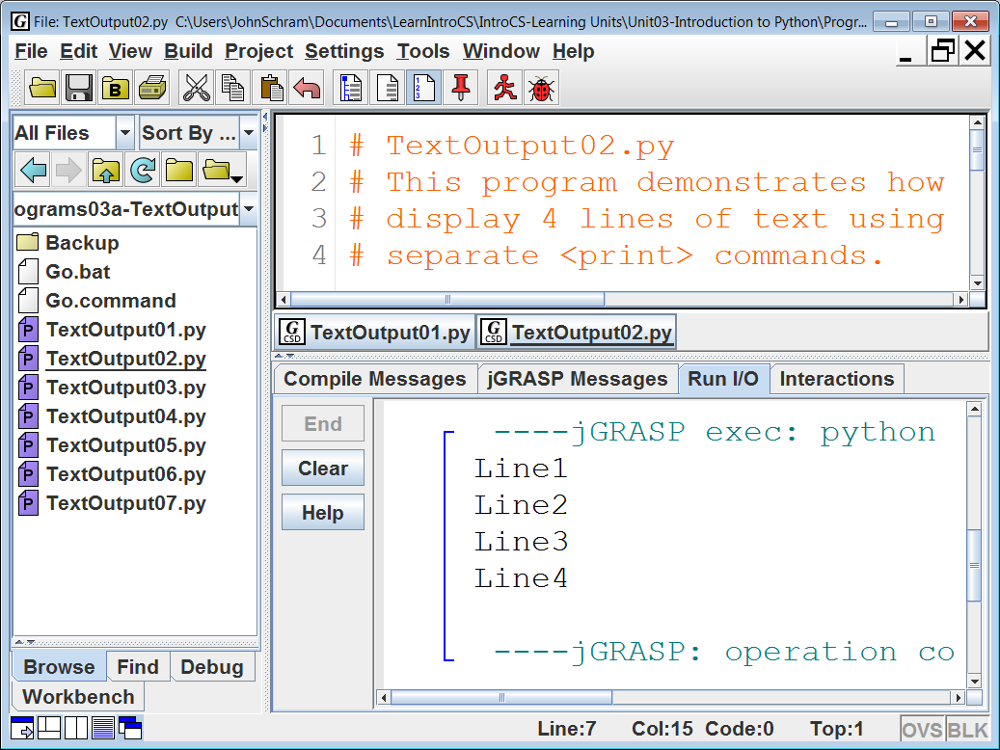 File: TextOutput02.py  C:\Users\JohnSchram\Documents\LearnIntroCS\IntroCS-Learning Units\Unit03-Introduction to Python\Progr...
File Edit View Build Project Settings Tools Window Help
B
1 2 3
All Files
Sort By ...
ograms03a-TextOutput
Backup
Go.bat
Go.command
P TextOutput01.py
P TextOutput02.py
P TextOutput03.py
P TextOutput04.py
P TextOutput05.py
P TextOutput06.py
P TextOutput07.py
Browse Find Debug
Workbench
1 # TextOutput02.py
2 # This program demonstrates how
3 # display 4 lines of text using
4 # separate <print> commands.
G CSD TextOutput01.py G CSD TextOutput02.py
Compile Messages jGRASP Messages Run I/O Interactions
End
Clear
Help
----jGRASP exec: python
Line1
Line2
Line3
Line4
----jGRASP: operation co
Line:7 Col:15 Code:0 Top:1 OVS BLK